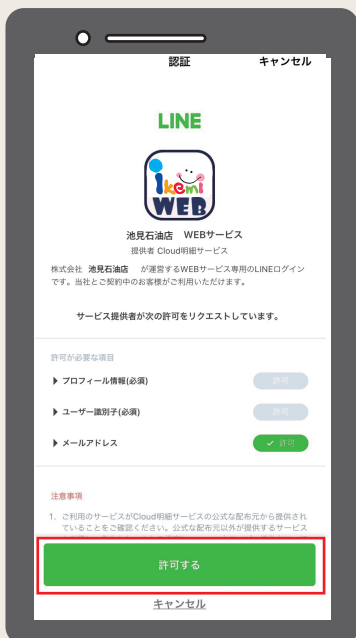 認証
キャンセル
LINE
ikemi
WEB
池見石油店 WEBサービス
提供者 Cloud明細サービス
株式会社 池見石油店 が運営するWEBサービス専用のLINEログイン
です。当社とご契約中のお客様がご利用いただけます。
サービス提供者が次の許可をリクエストしています。
許可が必要な項目
▶ プロフィール情報(必須)
許可
▶ ユーザー識別子(必須)
許可
▶ メールアドレス
✓ 許可
注意事項
1. ご利用のサービスがCloud明細サービスの公式な配布元から提供され
ていることをご確認ください。公式な配布元以外が提供するサービス
許可する
キャンセル